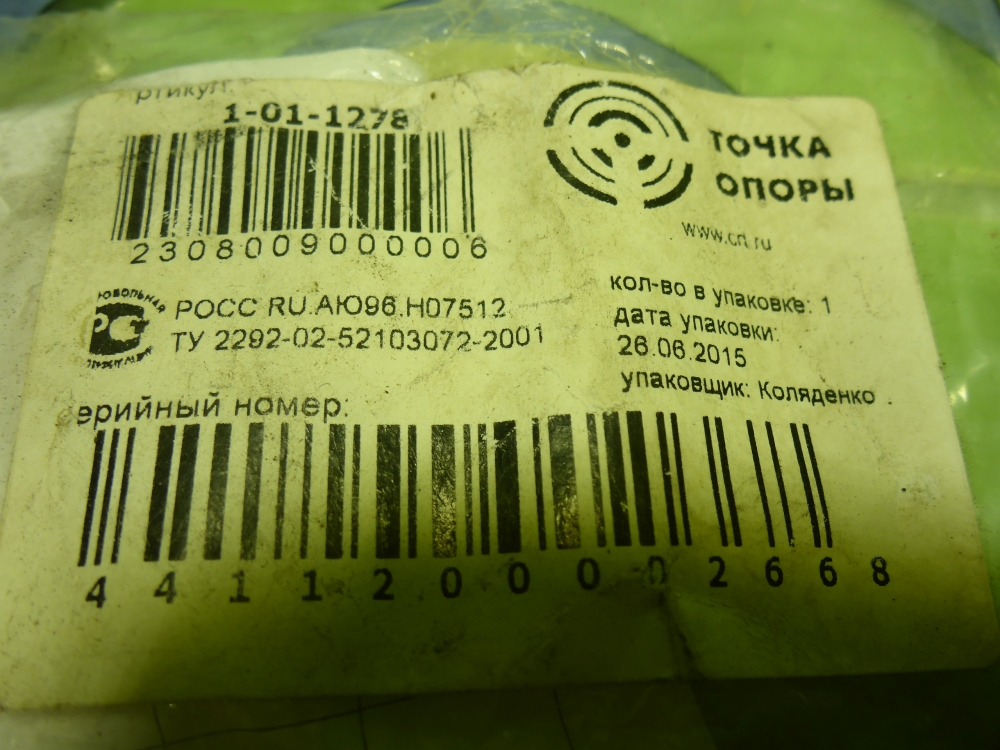 ртикул:
1-01-1278
2308009000006
ТОЧКА
ОПОРЫ
www.crt.ru
РОСС RU.АЮ96.Н07512
ТУ 2292-02-52103072-2001
кол-во в упаковке: 1
дата упаковки:
26.06.2015
упаковщик: Коляденко
ерийный номер:
4411200002668